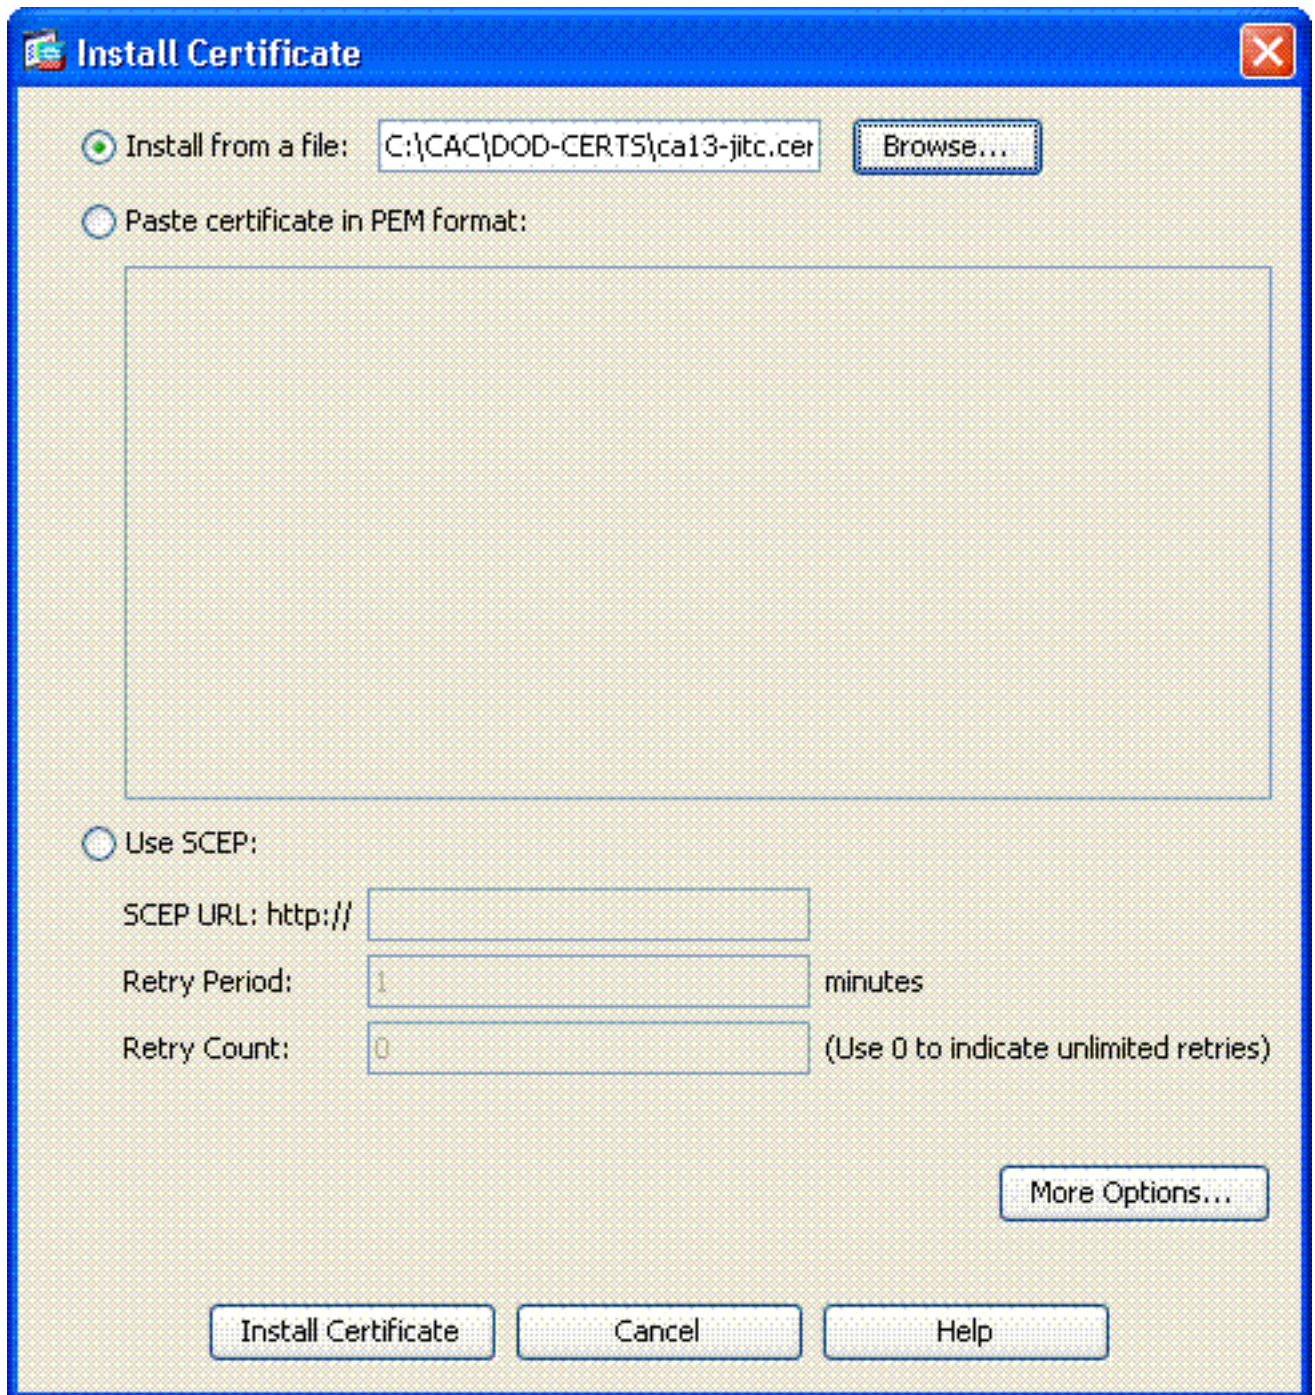 Install Certificate
Install from a file: C:\CAC\DOD-CERTS\ca13-jitc.cer Browse...
Paste certificate in PEM format:
Use SCEP:
SCEP URL: http://
Retry Period: 1 minutes
Retry Count: 0 (Use 0 to indicate unlimited retries)
More Options...
Install Certificate Cancel Help